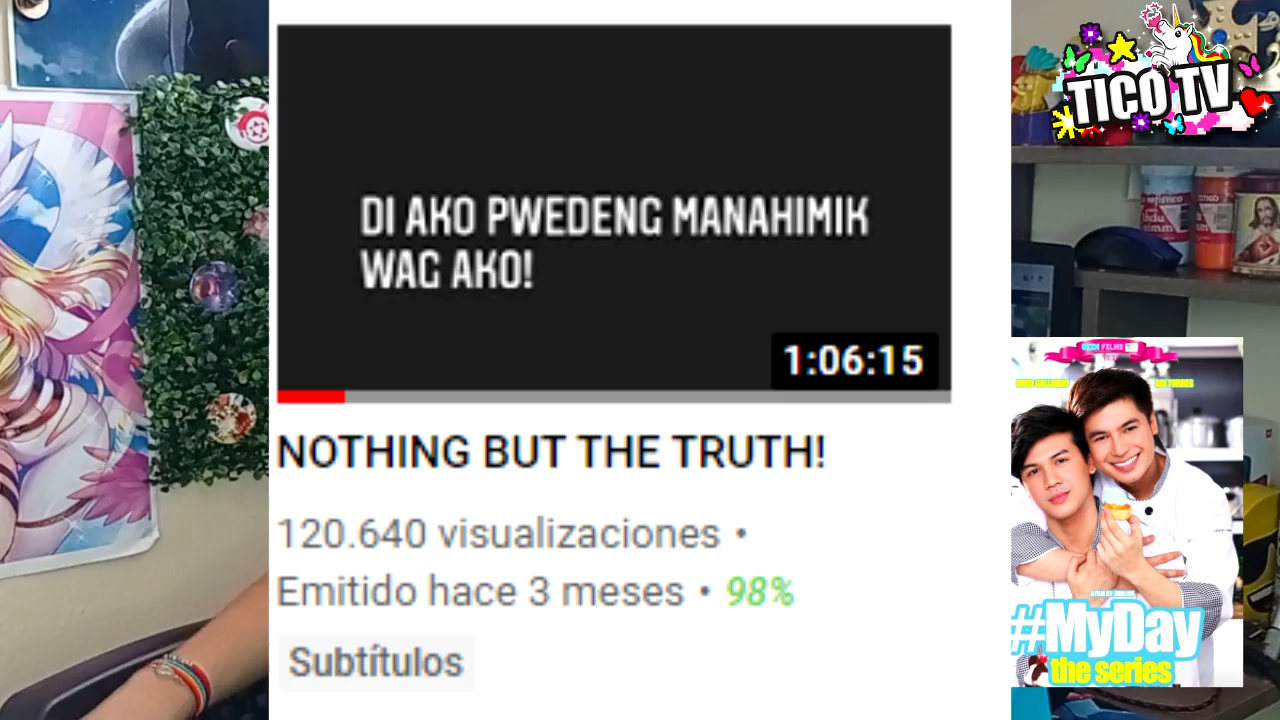 DI AKO PWEDENG MANAHIMIK
WAG AKO!
1:06:15
NOTHING BUT THE TRUTH!
120.640 visualizaciones •
Emitido hace 3 meses • 98%
Subtítulos
TICO TV
#MyDay
the series